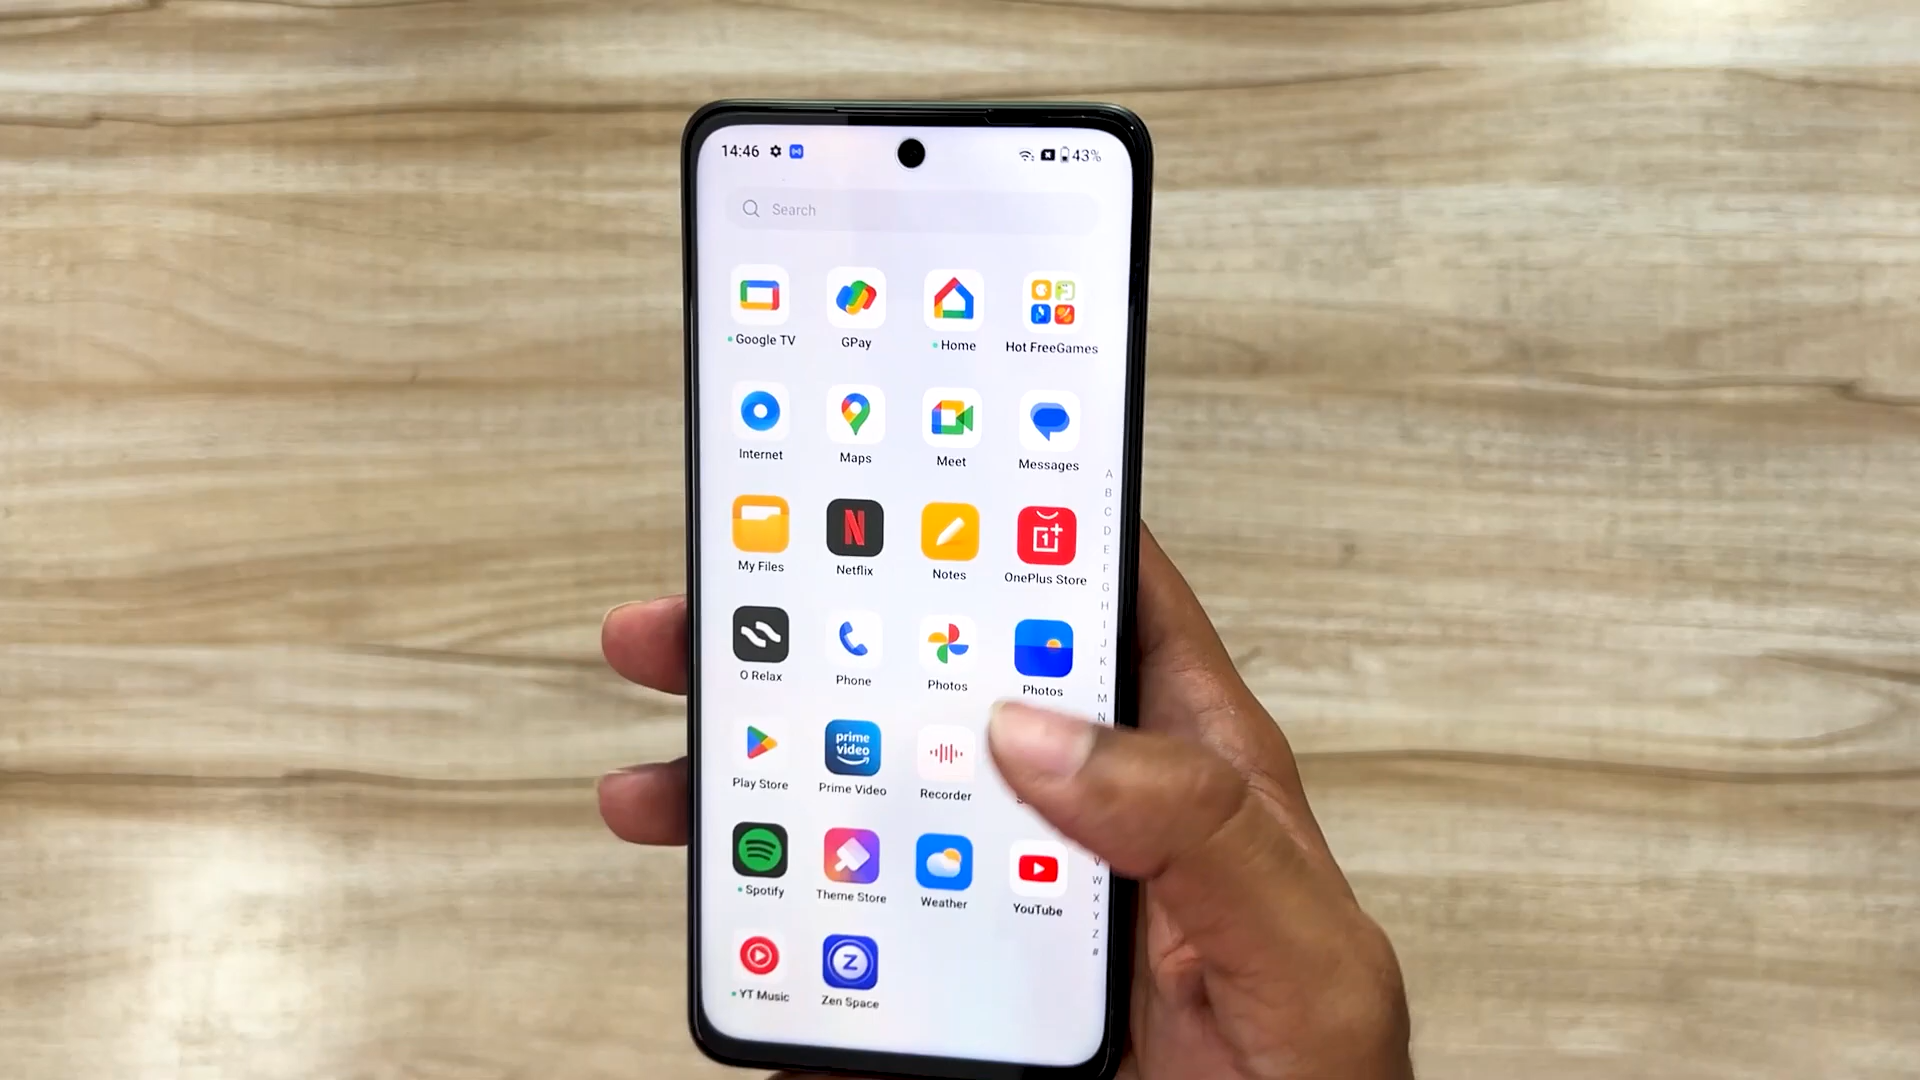 14:46 43%
Search
Google TV GPay Home Hot FreeGames
Internet Maps Meet Messages
My Files Netflix Notes OnePlus Store
O Relax Phone Photos Photos
prime
video
Play Store Prime Video Recorder
Spotify Theme Store Weather YouTube
Z
YT Music Zen Space
A
B
C
D
E
F
G
H
I
J
K
L
M
N
V
W
X
Y
Z
#